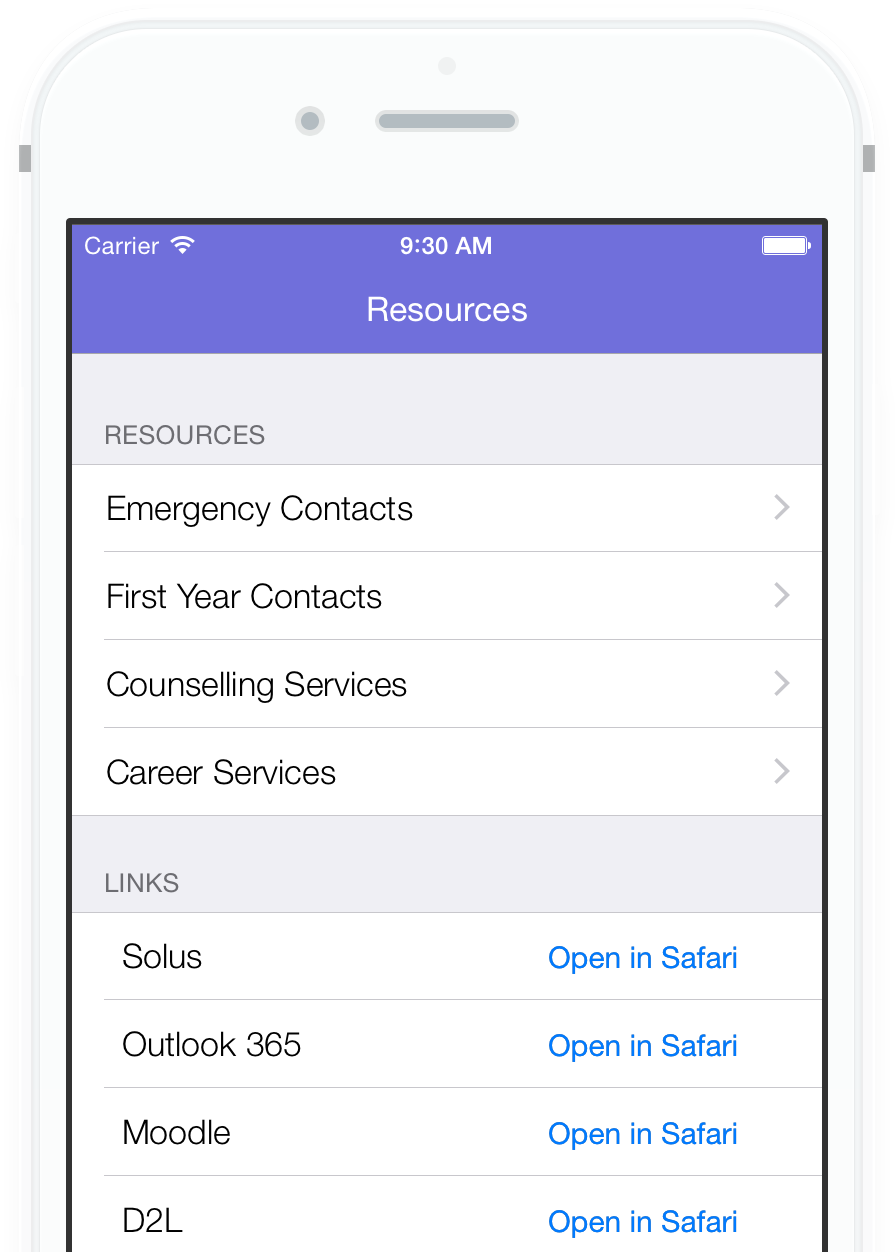 Carrier 9:30 AM
Resources
RESOURCES
Emergency Contacts
First Year Contacts
Counselling Services
Career Services
LINKS
Solus Open in Safari
Outlook 365 Open in Safari
Moodle Open in Safari
D2L Open in Safari